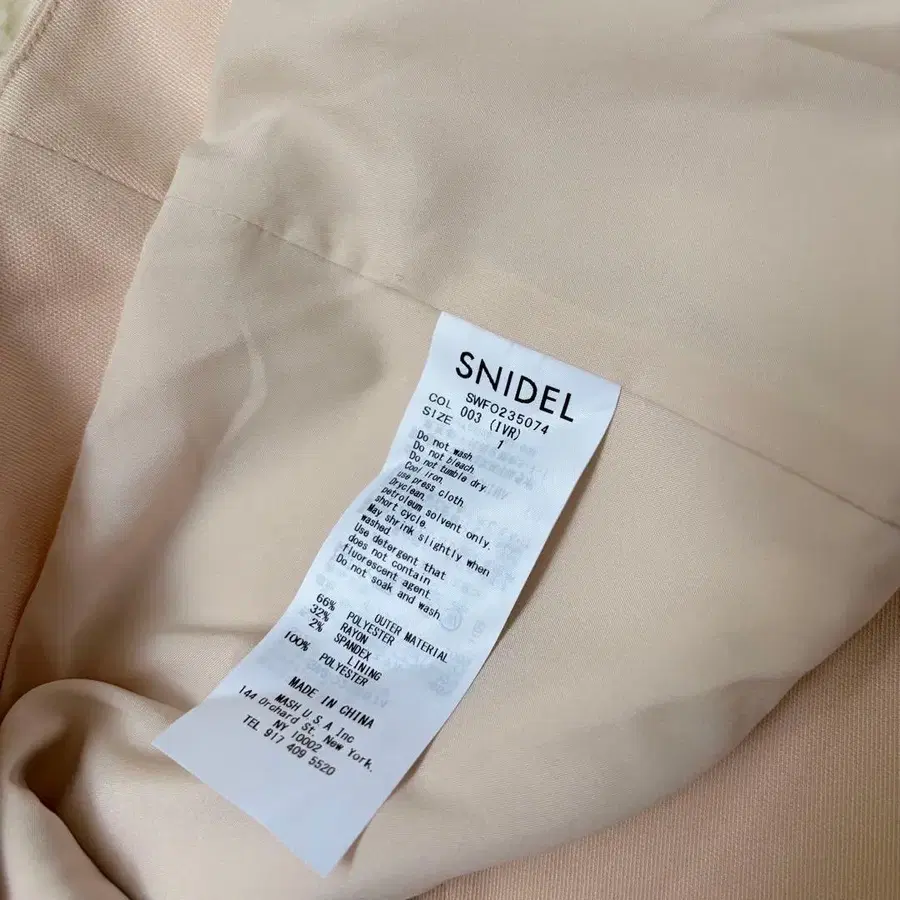 SNIDEL
SWFO235074
COL 003 (IVR)
SIZE 1
Do not wash
Do not bleach.
Do not tumble dry.
Cool iron.
use press cloth.
Dryclean.
petroleum solvent only.
short cycle.
May shrink slightly when
washed.
Use detergent that
does not contain
fluorescent agent.
Do not soak and wash
OUTER MATERIAL
66% POLYESTER
32% RAYON
2% SPANDEX
LINING
100% POLYESTER
MADE IN CHINA
MASH U.S.A Inc
144 Orchard St. New York.
NY 10002
TEL 917 409 5520